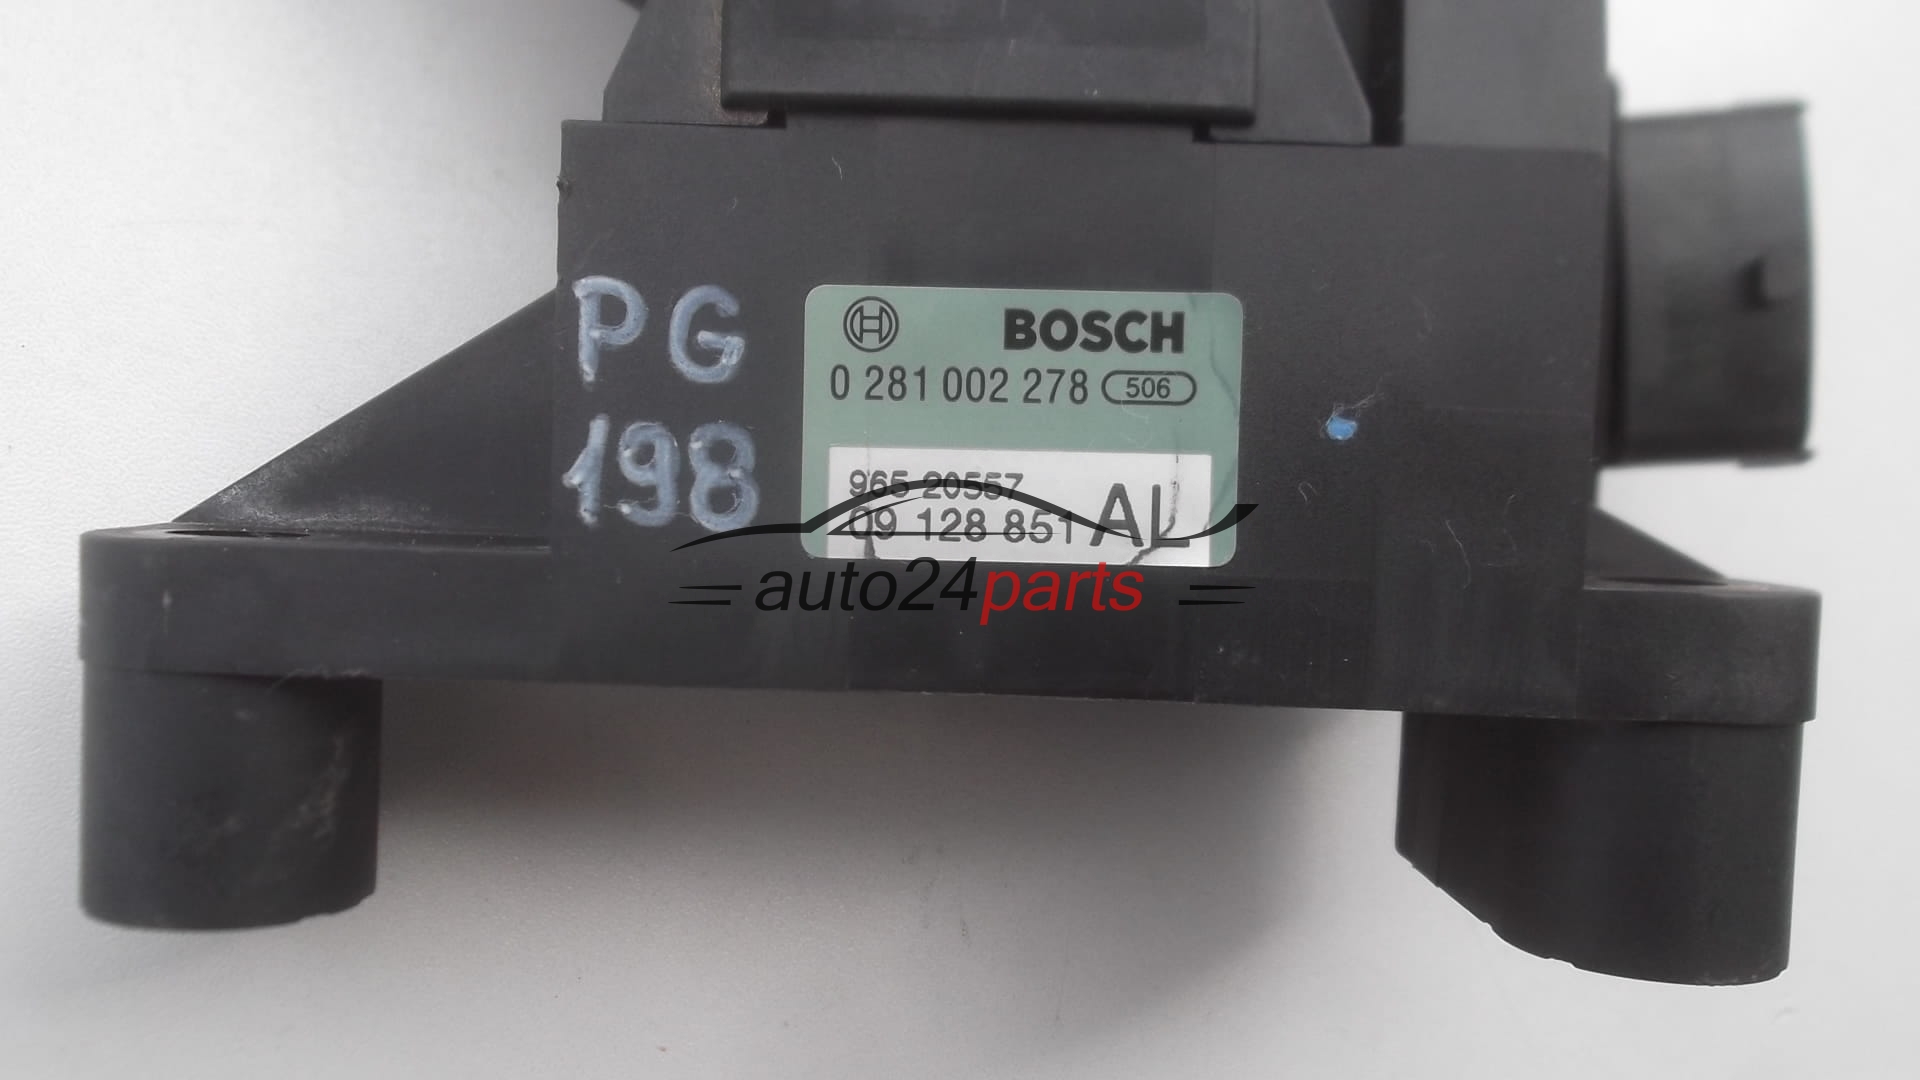 PG
198
BOSCH
0 281 002 278 506
965 20557
09 128 851 AL
auto24parts